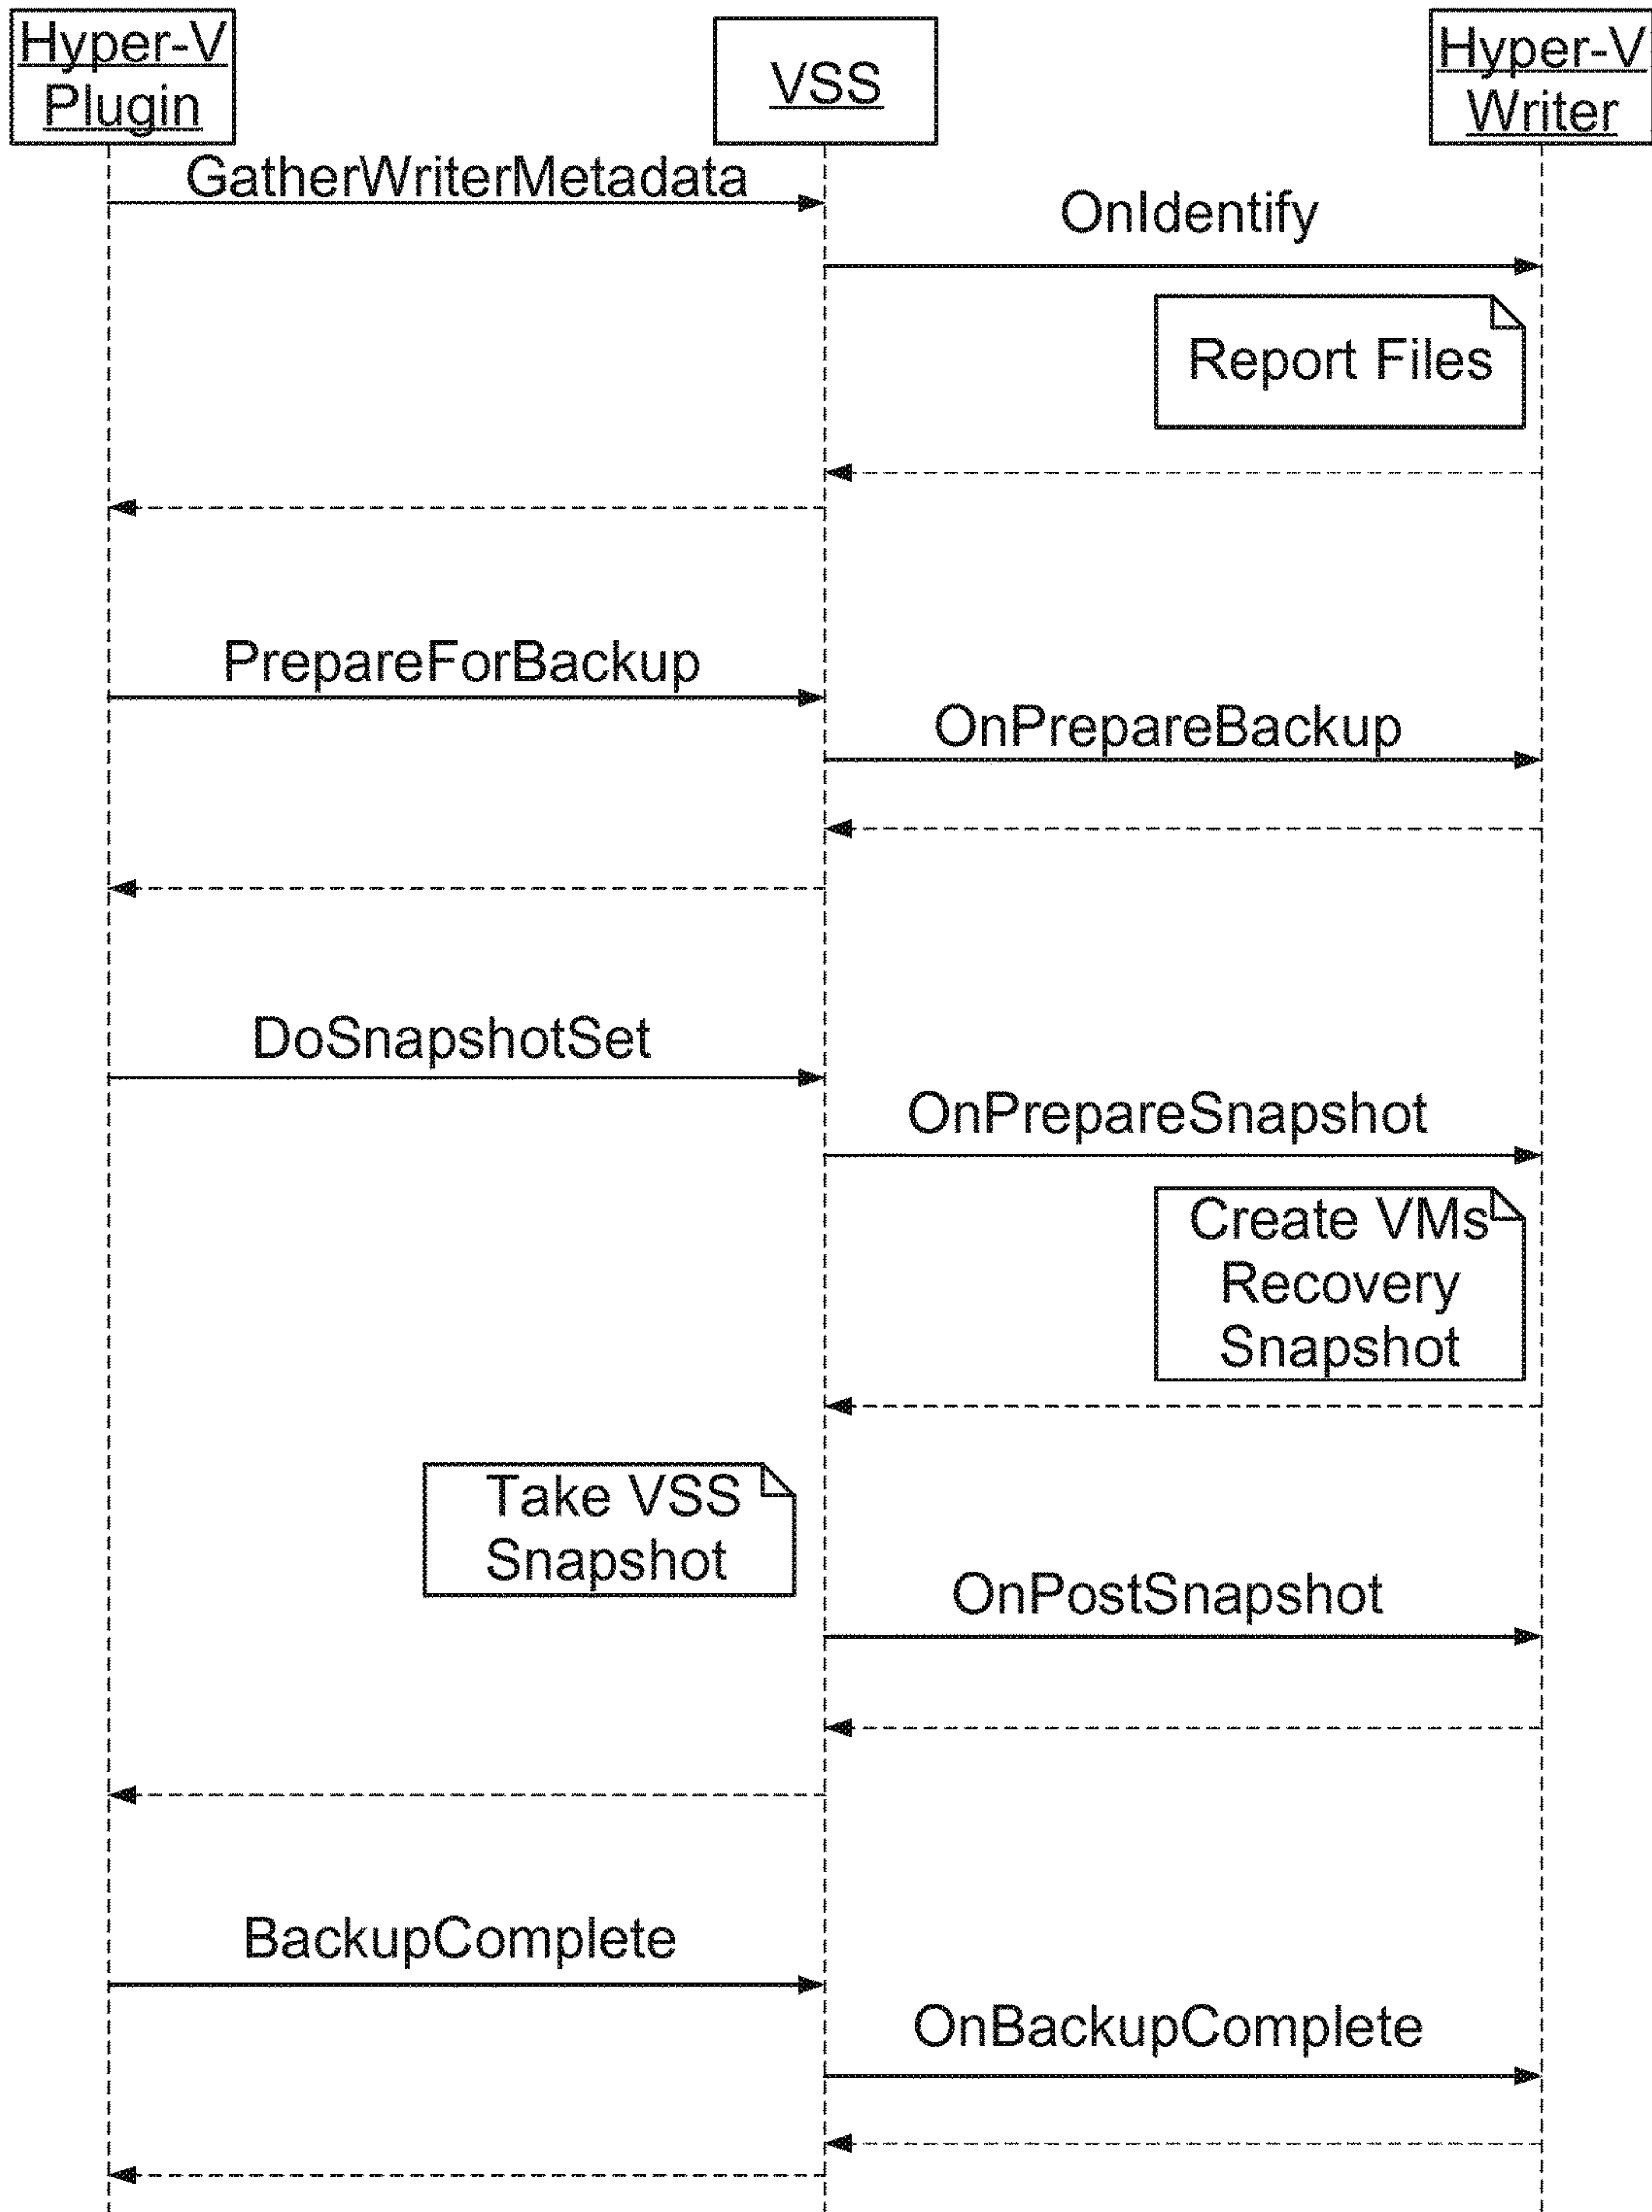 Hyper-V
Plugin
VSS
Hyper-V
Writer
GatherWriterMetadata
OnIdentify
Report Files
PrepareForBackup
OnPrepareBackup
DoSnapshotSet
OnPrepareSnapshot
Create VMs
Recovery
Snapshot
Take VSS
Snapshot
OnPostSnapshot
BackupComplete
OnBackupComplete